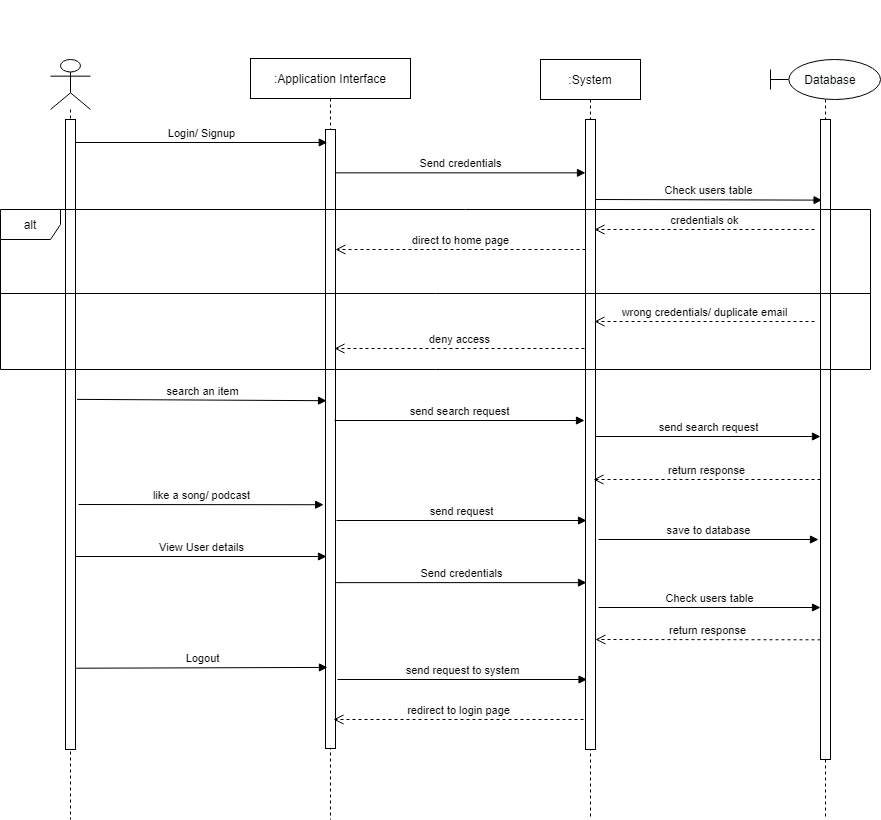 :Application Interface
:System
Database
Login/ Signup
Send credentials
Check users table
alt
credentials ok
direct to home page
wrong credentials/ duplicate email
deny access
search an item
send search request
send search request
return response
like a song/ podcast
send request
save to database
View User details
Send credentials
Check users table
return response
Logout
send request to system
redirect to login page